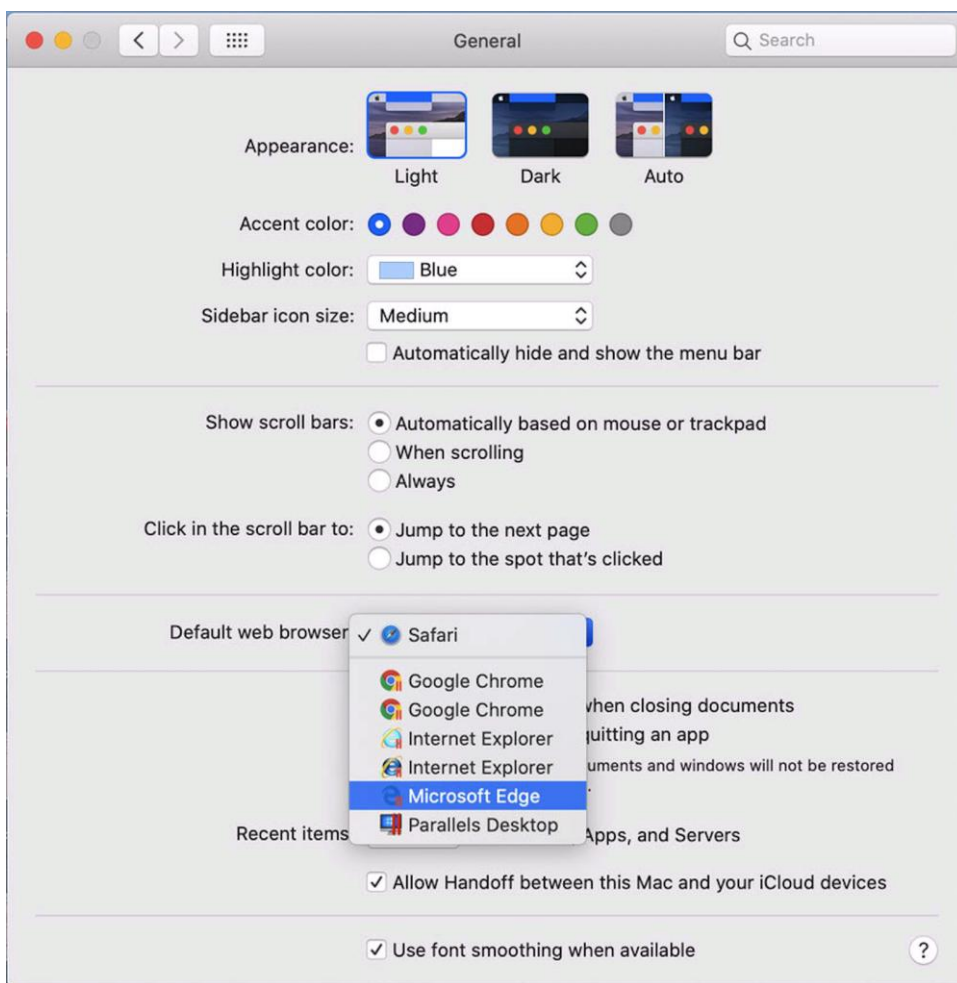 General
Search
Appearance:
Light Dark Auto
Accent color:
Highlight color: Blue
Sidebar icon size: Medium
Automatically hide and show the menu bar
Show scroll bars: Automatically based on mouse or trackpad
When scrolling
Always
Click in the scroll bar to: Jump to the next page
Jump to the spot that's clicked
Default web browser ✓ Safari
Google Chrome
Google Chrome
when closing documents
Internet Explorer
quitting an app
Internet Explorer
uments and windows will not be restored
Microsoft Edge
.
Parallels Desktop
Recent items
Apps, and Servers
Allow Handoff between this Mac and your iCloud devices
Use font smoothing when available
?